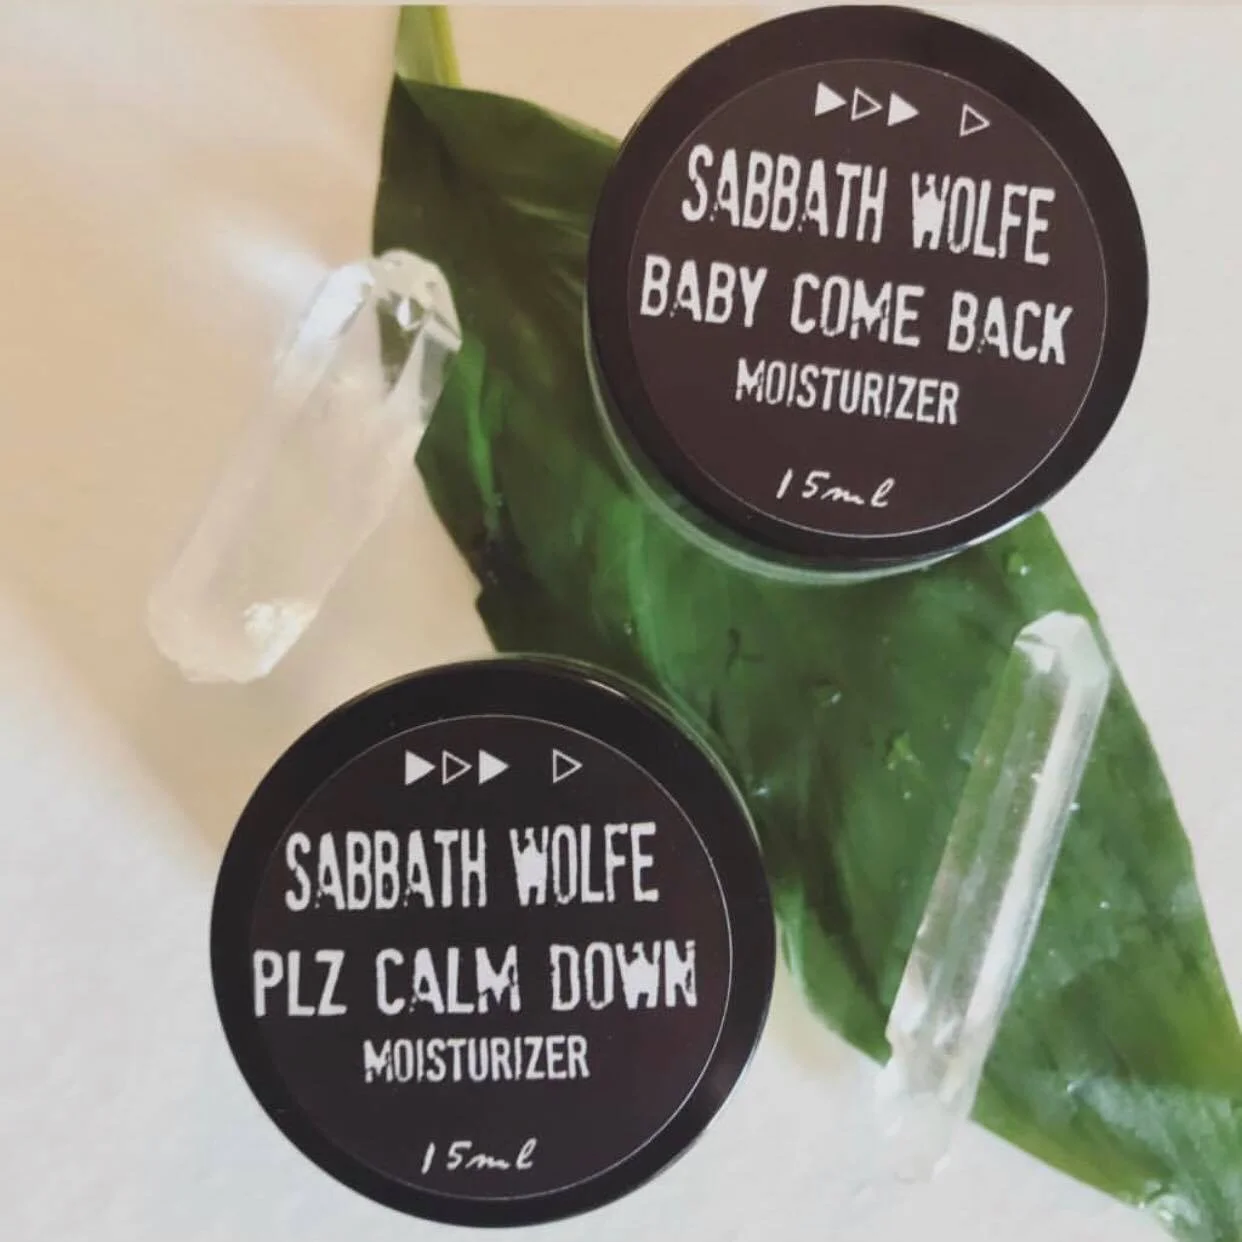 SABBATH WOLFE
BABY COME BACK
MOISTURIZER
15ml
SABBATH WOLFE
PLZ CALM DOWN
MOISTURIZER
15ml